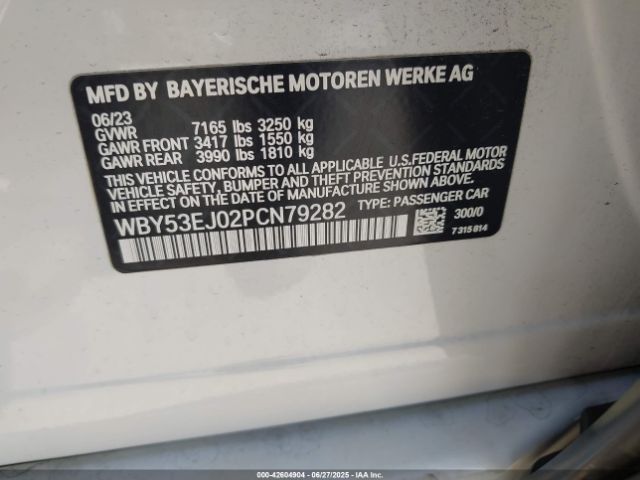 MFD BY BAYERISCHE MOTOREN WERKE AG
06/23
GVWR 7165 lbs 3250 kg
GAWR FRONT 3417 lbs 1550 kg
GAWR REAR 3990 lbs 1810 kg
THIS VEHICLE CONFORMS TO ALL APPLICABLE U.S.FEDERAL MOTOR
VEHICLE SAFETY, BUMPER, AND THEFT PREVENTION STANDARDS
IN EFFECT ON THE DATE OF MANUFACTURE SHOWN ABOVE.
WBY53EJ02PCN79282 TYPE: PASSENGER CAR
300/0
7315814
000-42604904 | 06/27/2025 - IAAI.COM